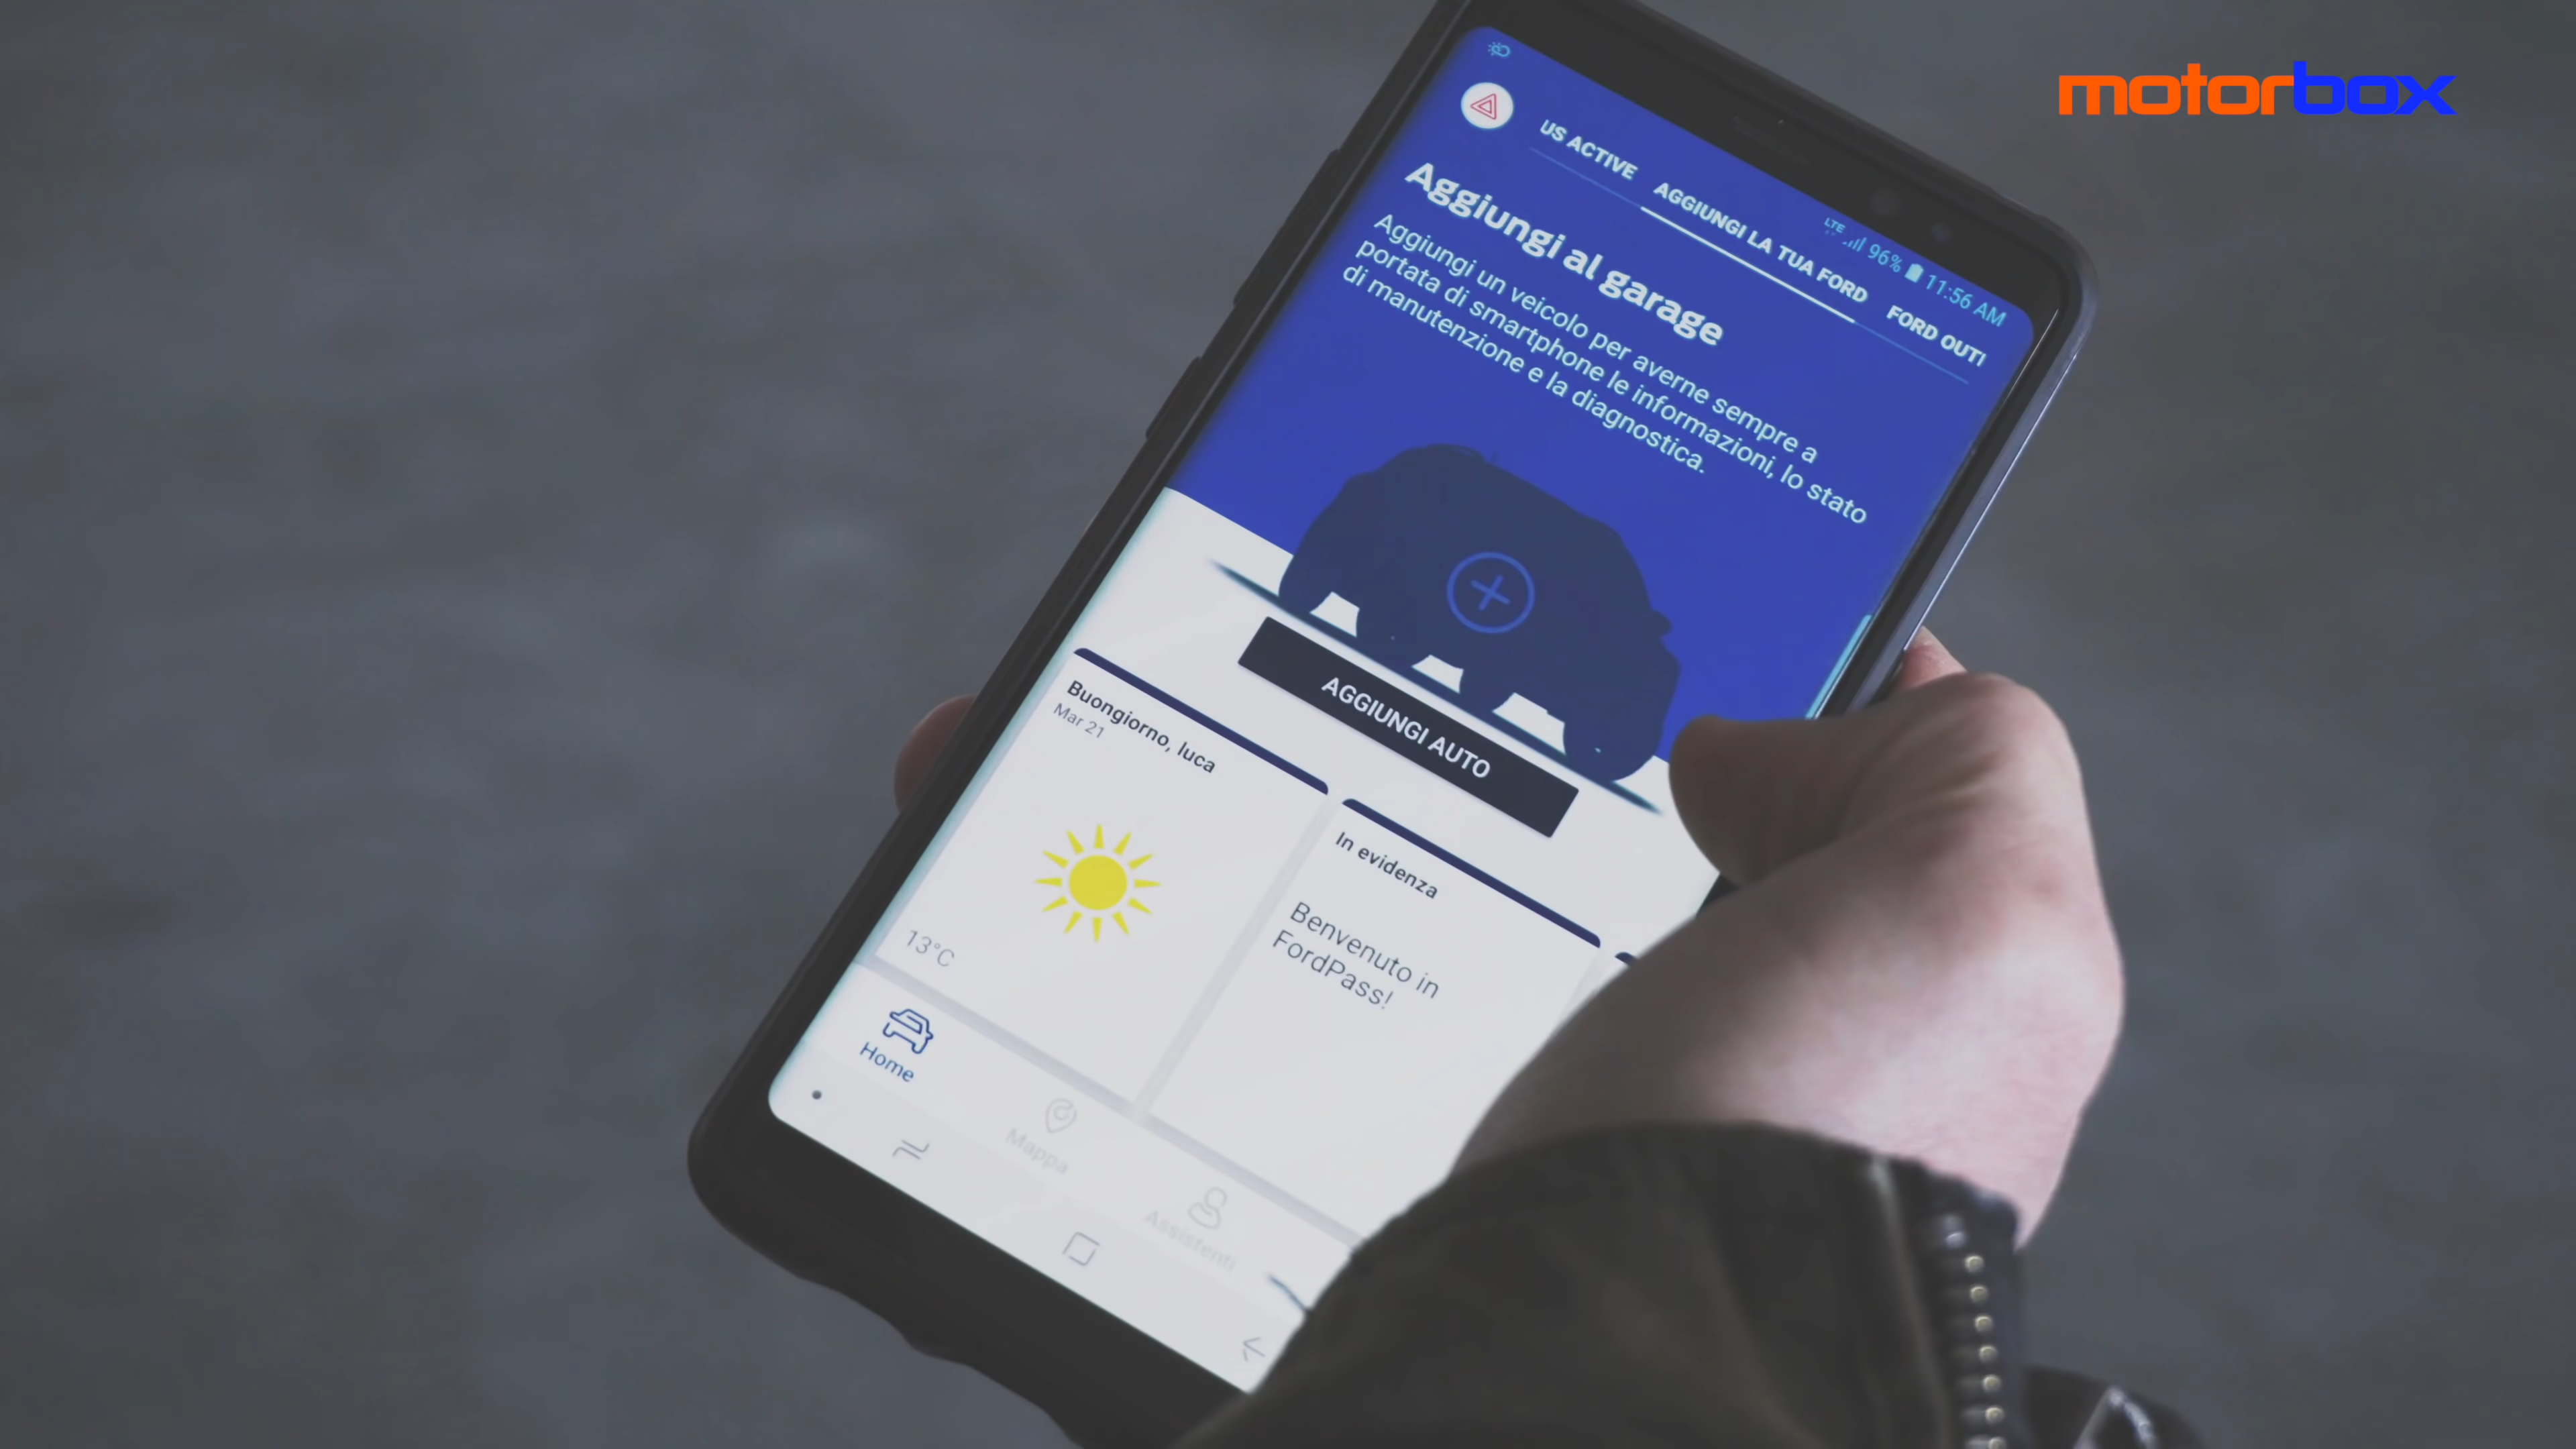 motorbox
LTE 96% 11:56 AM
US ACTIVE AGGIUNGI LA TUA FORD FORD OUT!
Aggiungi al garage
Aggiungi un veicolo per averne sempre a
portata di smartphone le informazioni, lo stato
di manutenzione e la diagnostica.
AGGIUNGI AUTO
Buongiorno, luca
Mar 21
13°C
In evidenza
Benvenuto in
FordPass!
Home
Mappa
Assistenti